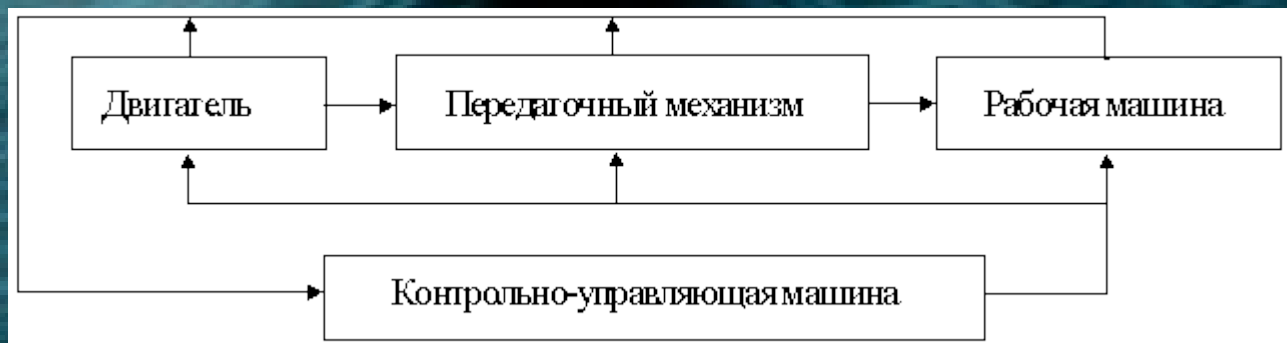 Двигатель
Передаточный механизм
Рабочая машина
Контрольно-управляющая машина